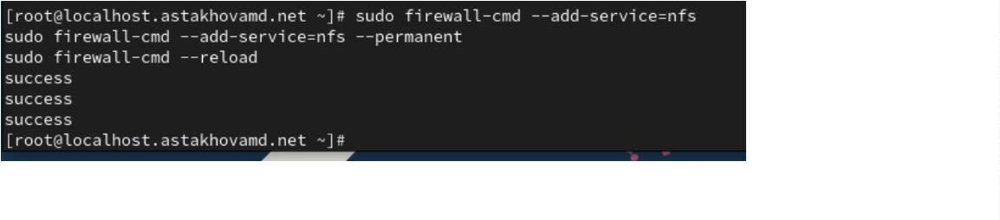 [root@localhost.astakhovamd.net ~]# sudo firewall-cmd --add-service=nfs
sudo firewall-cmd --add-service=nfs --permanent
sudo firewall-cmd --reload
success
success
success
[root@localhost.astakhovamd.net ~]#